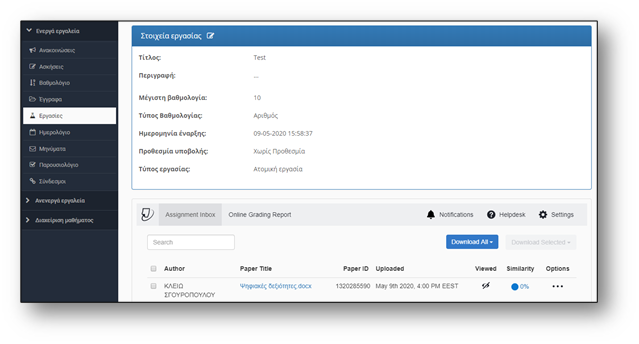 Ενεργά εργαλεία
Ανακοινώσεις
Ασκήσεις
Βαθμολόγιο
Έγγραφα
Εργασίες
Ημερολόγιο
Μηνύματα
Παρουσιολόγιο
Σύνδεσμοι
Ανενεργά εργαλεία
Διαχείριση μαθήματος
Στοιχεία εργασίας
Τίτλος: Test
Περιγραφή: ...
Μέγιστη βαθμολογία: 10
Τύπος Βαθμολογίας: Αριθμός
Ημερομηνία έναρξης: 09-05-2020 15:58:37
Προθεσμία υποβολής: Χωρίς Προθεσμία
Τύπος εργασίας: Ατομική εργασία
Assignment Inbox Online Grading Report Notifications Helpdesk Settings
Search Download All Download Selected
Author Paper Title Paper ID Uploaded Viewed Similarity Options
ΚΛΕΙΩ ΣΓΟΥΡΟΠΟΥΛΟΥ Ψηφιακές δεξιότητες.docx 1320285590 May 9th 2020, 4:00 PM EEST 0%